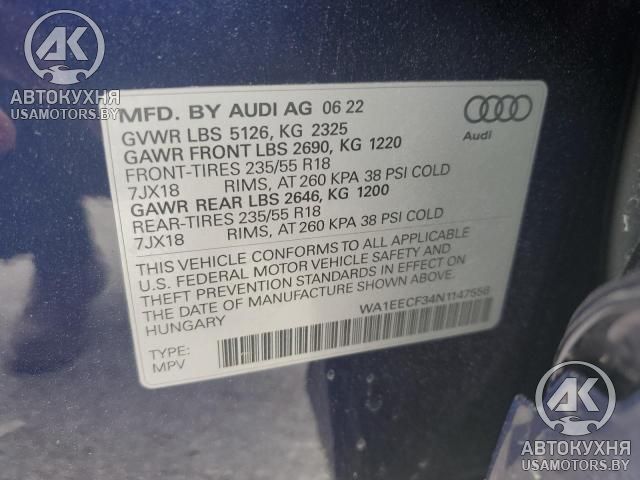 AK
АВТОКУХНЯ
USAMOTORS.BY
MFD. BY AUDI AG 06 22
GVWR LBS 5126, KG 2325
GAWR FRONT LBS 2690, KG 1220
FRONT-TIRES 235/55 R18
7JX18 RIMS, AT 260 KPA 38 PSI COLD
GAWR REAR LBS 2646, KG 1200
REAR-TIRES 235/55 R18
7JX18 RIMS, AT 260 KPA 38 PSI COLD
Audi
THIS VEHICLE CONFORMS TO ALL APPLICABLE
U.S. FEDERAL MOTOR VEHICLE SAFETY AND
THEFT PREVENTION STANDARDS IN EFFECT ON
THE DATE OF MANUFACTURE SHOWN ABOVE
HUNGARY
WA1EECF34N1147558
TYPE:
MPV
AK
АВТОКУХНЯ
USAMOTORS.BY